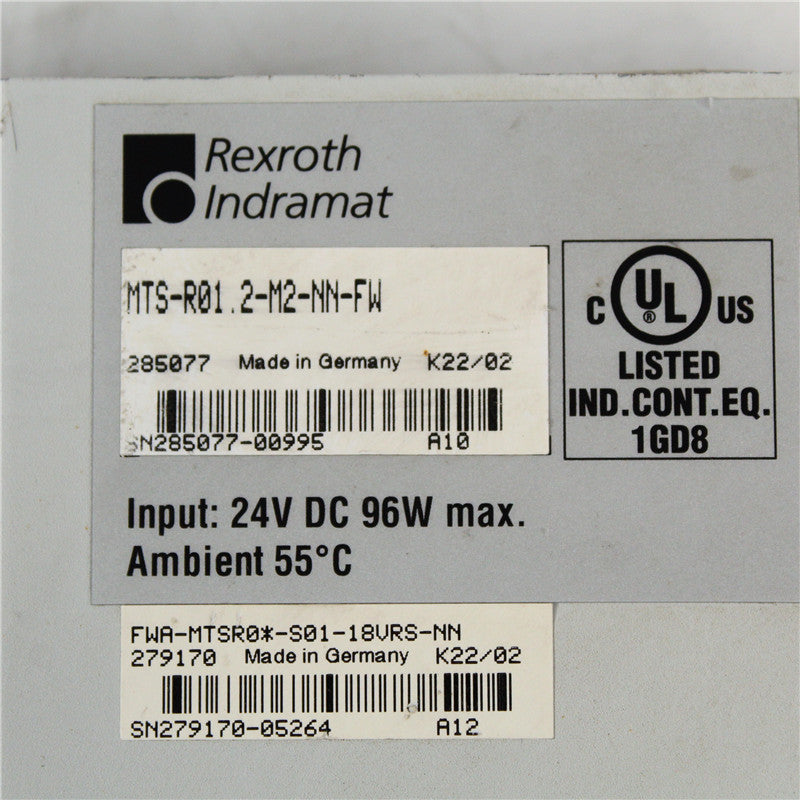 Rexroth
Indramat
MTS-R01.2-M2-NN-FW
285077 Made in Germany K22/02
SN285077-00995 A10
C UL® US
LISTED
IND.CONT.EQ.
1GD8
Input: 24V DC 96W max.
Ambient 55°C
FWA-MTSR0*-S01-18VRS-NN
279170 Made in Germany K22/02
SN279170-05264 A12